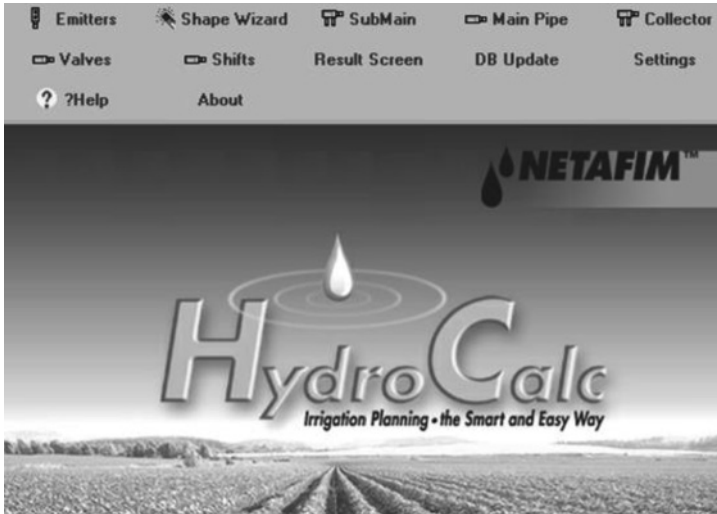 Emitters Shape Wizard SubMain Main Pipe Collector
Valves Shifts Result Screen DB Update Settings
? ?Help About
NETAFIM™
HydroCalc
Irrigation Planning • the Smart and Easy Way